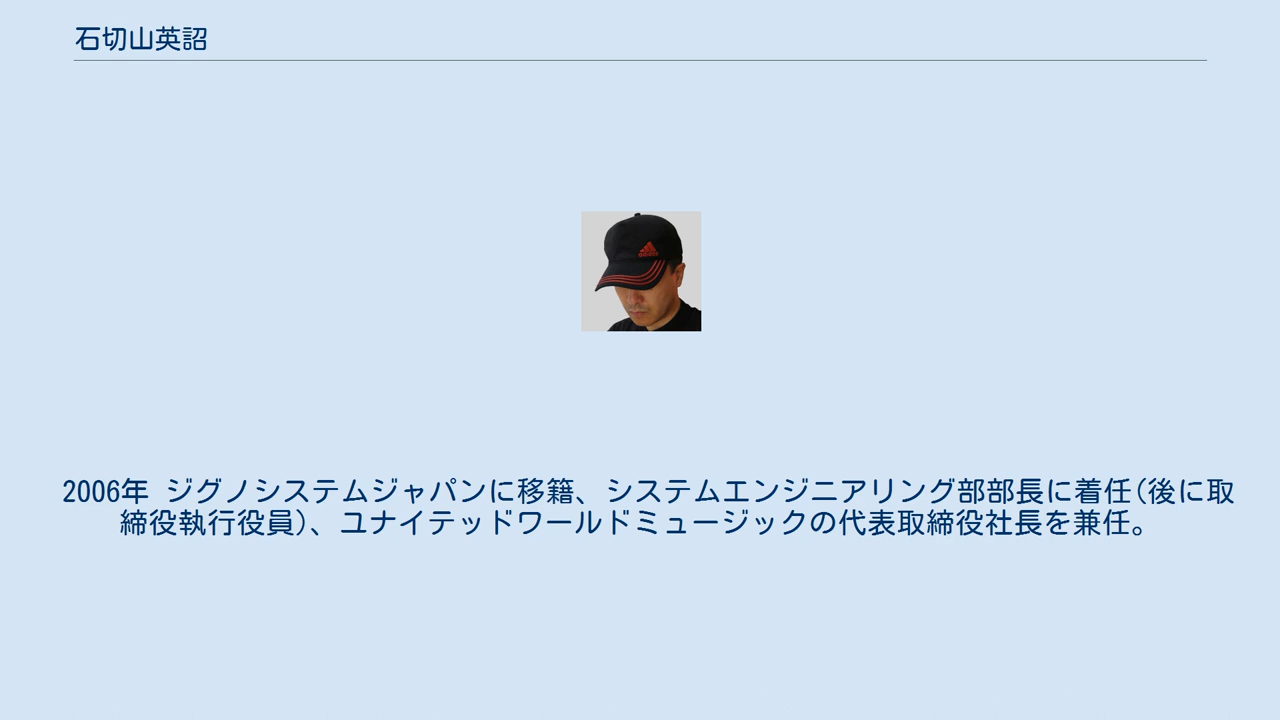 石切山英詔
adidas
2006年 ジグノシステムジャパンに移籍、システムエンジニアリング部部長に着任(後に取
締役執行役員)、ユナイテッドワールドミュージックの代表取締役社長を兼任。